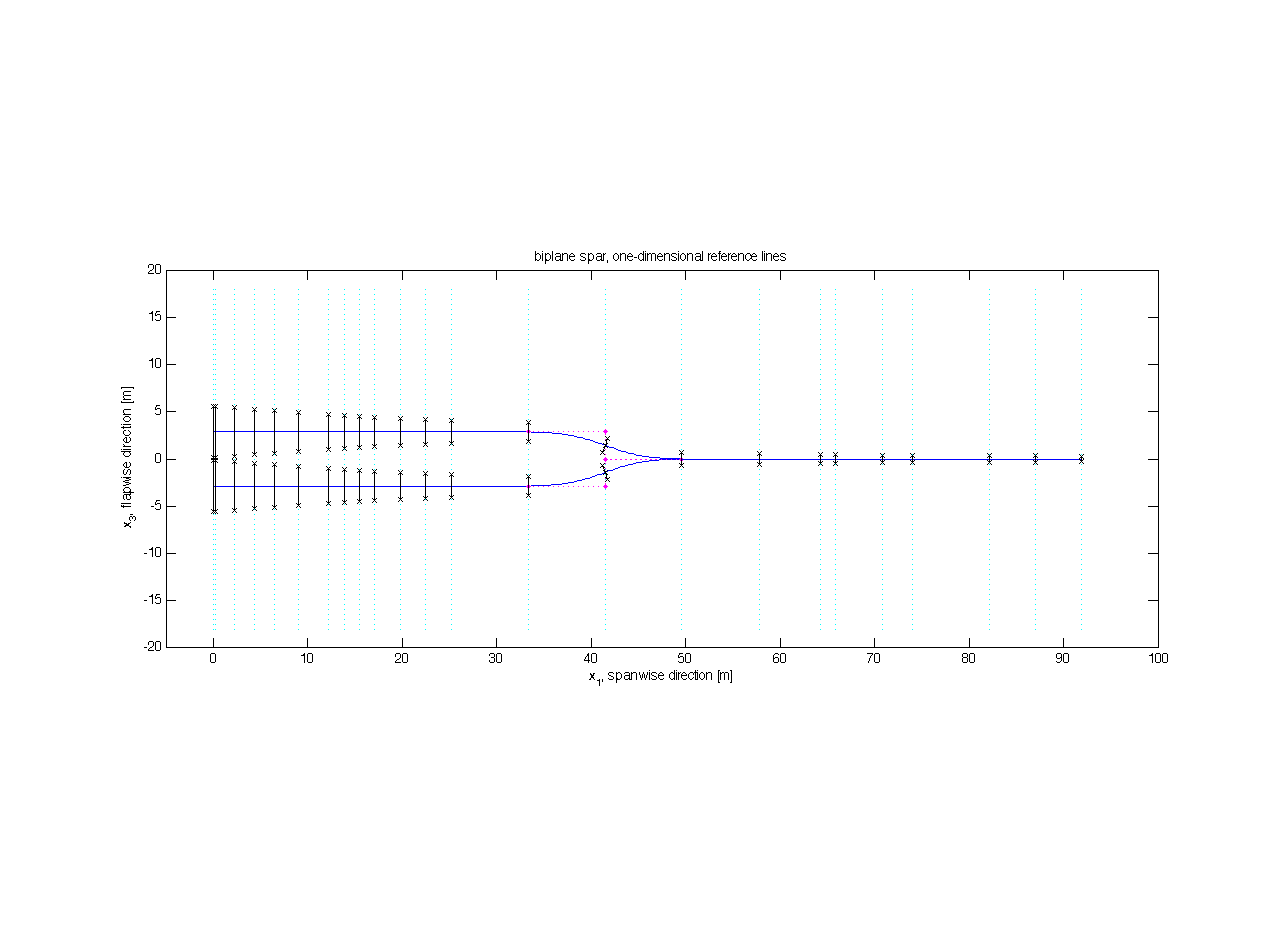 biplane spar, one-dimensional reference lines
20
15
10
5
0
-5
-10
-15
-20
x3, flapwise direction [m]
0 10 20 30 40 50 60 70 80 90 100
x1, spanwise direction [m]